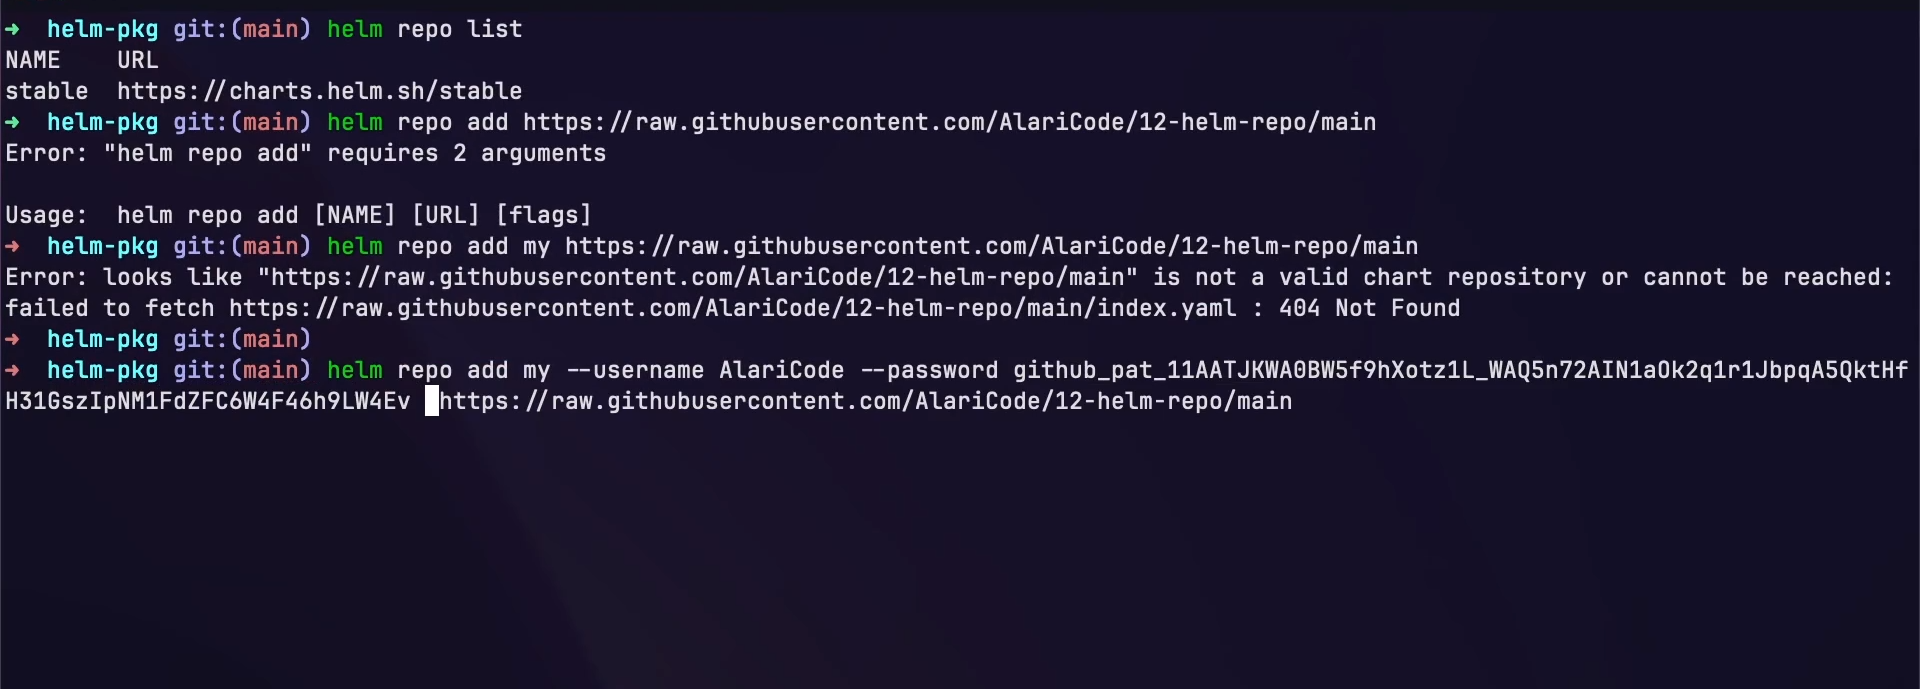 ➜  helm-pkg git:(main) helm repo list
NAME    URL
stable  https://charts.helm.sh/stable
➜  helm-pkg git:(main) helm repo add https://raw.githubusercontent.com/AlariCode/12-helm-repo/main
Error: "helm repo add" requires 2 arguments

Usage:  helm repo add [NAME] [URL] [flags]
➜  helm-pkg git:(main) helm repo add my https://raw.githubusercontent.com/AlariCode/12-helm-repo/main
Error: looks like "https://raw.githubusercontent.com/AlariCode/12-helm-repo/main" is not a valid chart repository or cannot be reached:
failed to fetch https://raw.githubusercontent.com/AlariCode/12-helm-repo/main/index.yaml : 404 Not Found
➜  helm-pkg git:(main)
➜  helm-pkg git:(main) helm repo add my --username AlariCode --password github_pat_11AATJKWA0BW5f9hXotz1L_WAQ5n72AIN1aOk2q1r1JbpqA5QktHf
H31GszIpNM1FdZFC6W4F46h9LW4Ev https://raw.githubusercontent.com/AlariCode/12-helm-repo/main